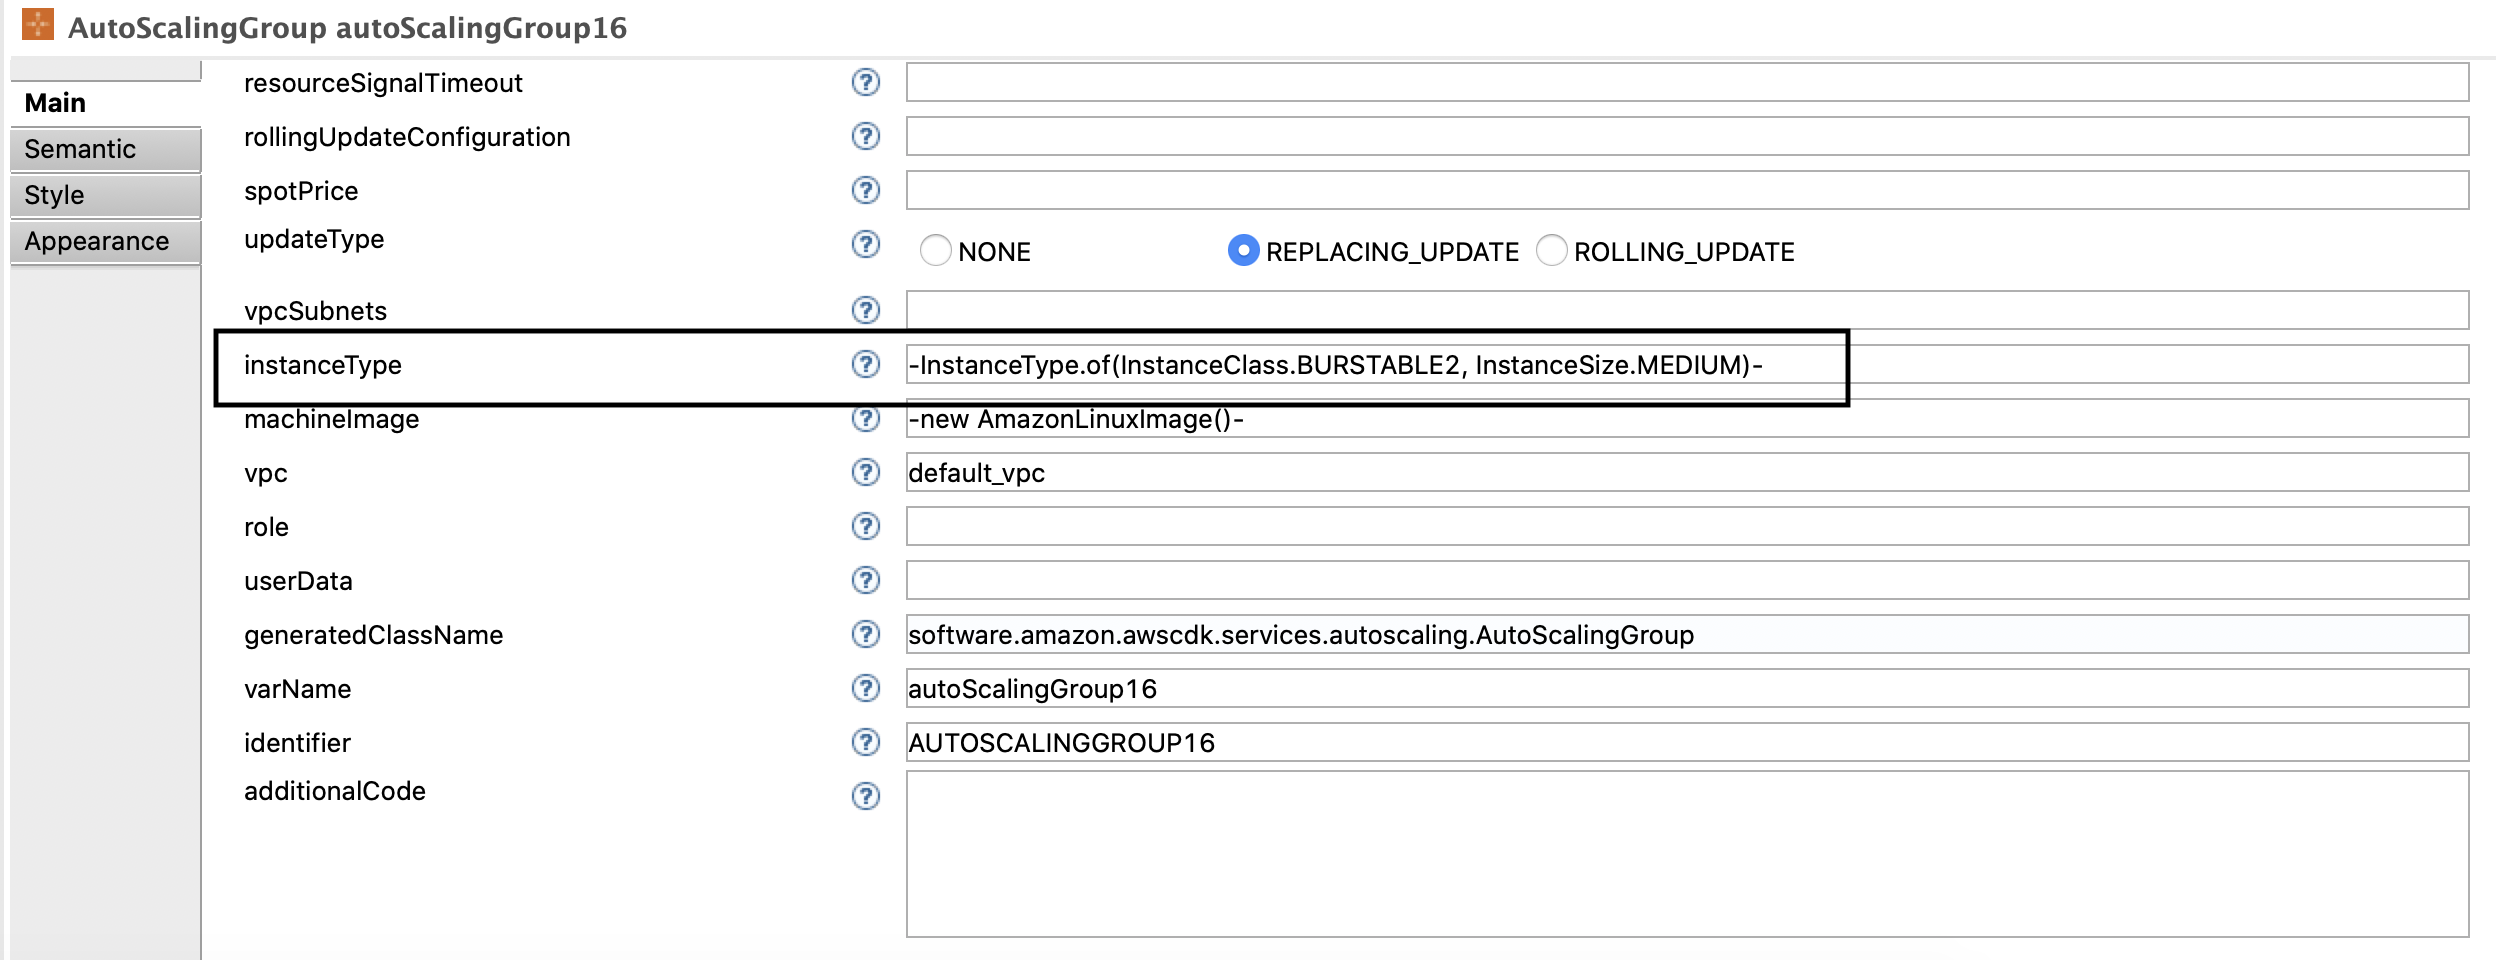 AutoScalingGroup autoScalingGroup16
Main
Semantic
Style
Appearance
resourceSignalTimeout ?
rollingUpdateConfiguration ?
spotPrice ?
updateType ? NONE REPLACING_UPDATE ROLLING_UPDATE
vpcSubnets ?
instanceType ? -InstanceType.of(InstanceClass.BURSTABLE2, InstanceSize.MEDIUM)-
machineImage ? -new AmazonLinuxImage()-
vpc ? default_vpc
role ?
userData ?
generatedClassName ? software.amazon.awscdk.services.autoscaling.AutoScalingGroup
varName ? autoScalingGroup16
identifier ? AUTOSCALINGGROUP16
additionalCode ?